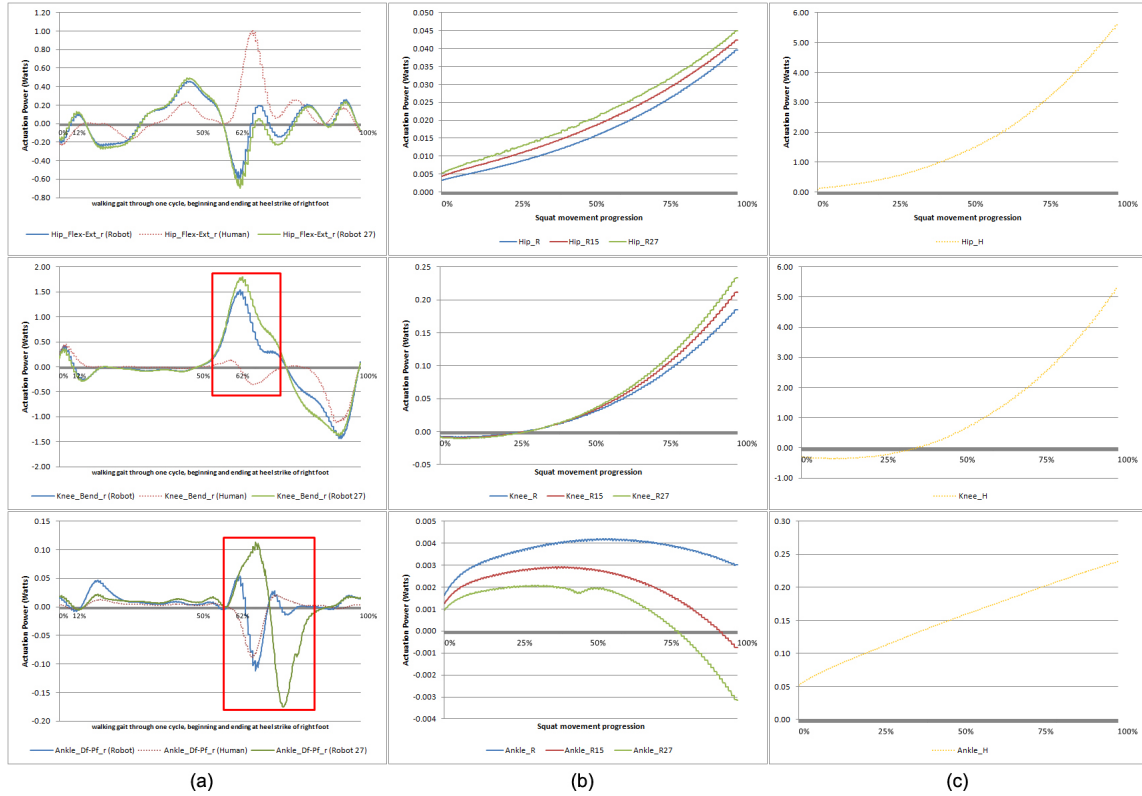 Actuation Power (Watts)
1.20
1.00
0.80
0.60
0.40
0.20
0.00
-0.20
-0.40
-0.60
-0.80
0% 12% 50% 62% 100%
walking gait through one cycle, beginning and ending at heel strike of right foot
Hip_Flex-Ext_r (Robot) Hip_Flex-Ext_r (Human) Hip_Flex-Ext_r (Robot 27)
Actuation Power (Watts)
0.050
0.045
0.040
0.035
0.030
0.025
0.020
0.015
0.010
0.005
0.000
0% 25% 50% 75% 100%
Squat movement progression
Hip_R Hip_R15 Hip_R27
Actuation Power (Watts)
6.00
5.00
4.00
3.00
2.00
1.00
0.00
0% 25% 50% 75% 100%
Squat movement progression
Hip_H
Actuation Power (Watts)
2.00
1.50
1.00
0.50
0.00
-0.50
-1.00
-1.50
-2.00
0% 12% 50% 62% 100%
walking gait through one cycle, beginning and ending at heel strike of right foot
Knee_Bend_r (Robot) Knee_Bend_r (Human) Knee_Bend_r (Robot 27)
Actuation Power (Watts)
0.25
0.20
0.15
0.10
0.05
0.00
-0.05
0% 25% 50% 75% 100%
Squat movement progression
Knee_R Knee_R15 Knee_R27
Actuation Power (Watts)
6.00
5.00
4.00
3.00
2.00
1.00
0.00
-1.00
0% 25% 50% 75% 100%
Squat movement progression
Knee_H
Actuation Power (Watts)
0.15
0.10
0.05
0.00
-0.05
-0.10
-0.15
-0.20
0% 12% 50% 62% 100%
walking gait through one cycle, beginning and ending at heel strike of right foot
Ankle_Df-Pf_r (Robot) Ankle_Df-Pf_r (Human) Ankle_Df-Pf_r (Robot 27)
Actuation Power (Watts)
0.005
0.004
0.003
0.002
0.001
0.000
-0.001
-0.002
-0.003
-0.004
0% 25% 50% 75% 100%
Squat movement progression
Ankle_R Ankle_R15 Ankle_R27
Actuation Power (Watts)
0.30
0.25
0.20
0.15
0.10
0.05
0.00
0% 25% 50% 75% 100%
Squat movement progression
Ankle_H
(a) (b) (c)